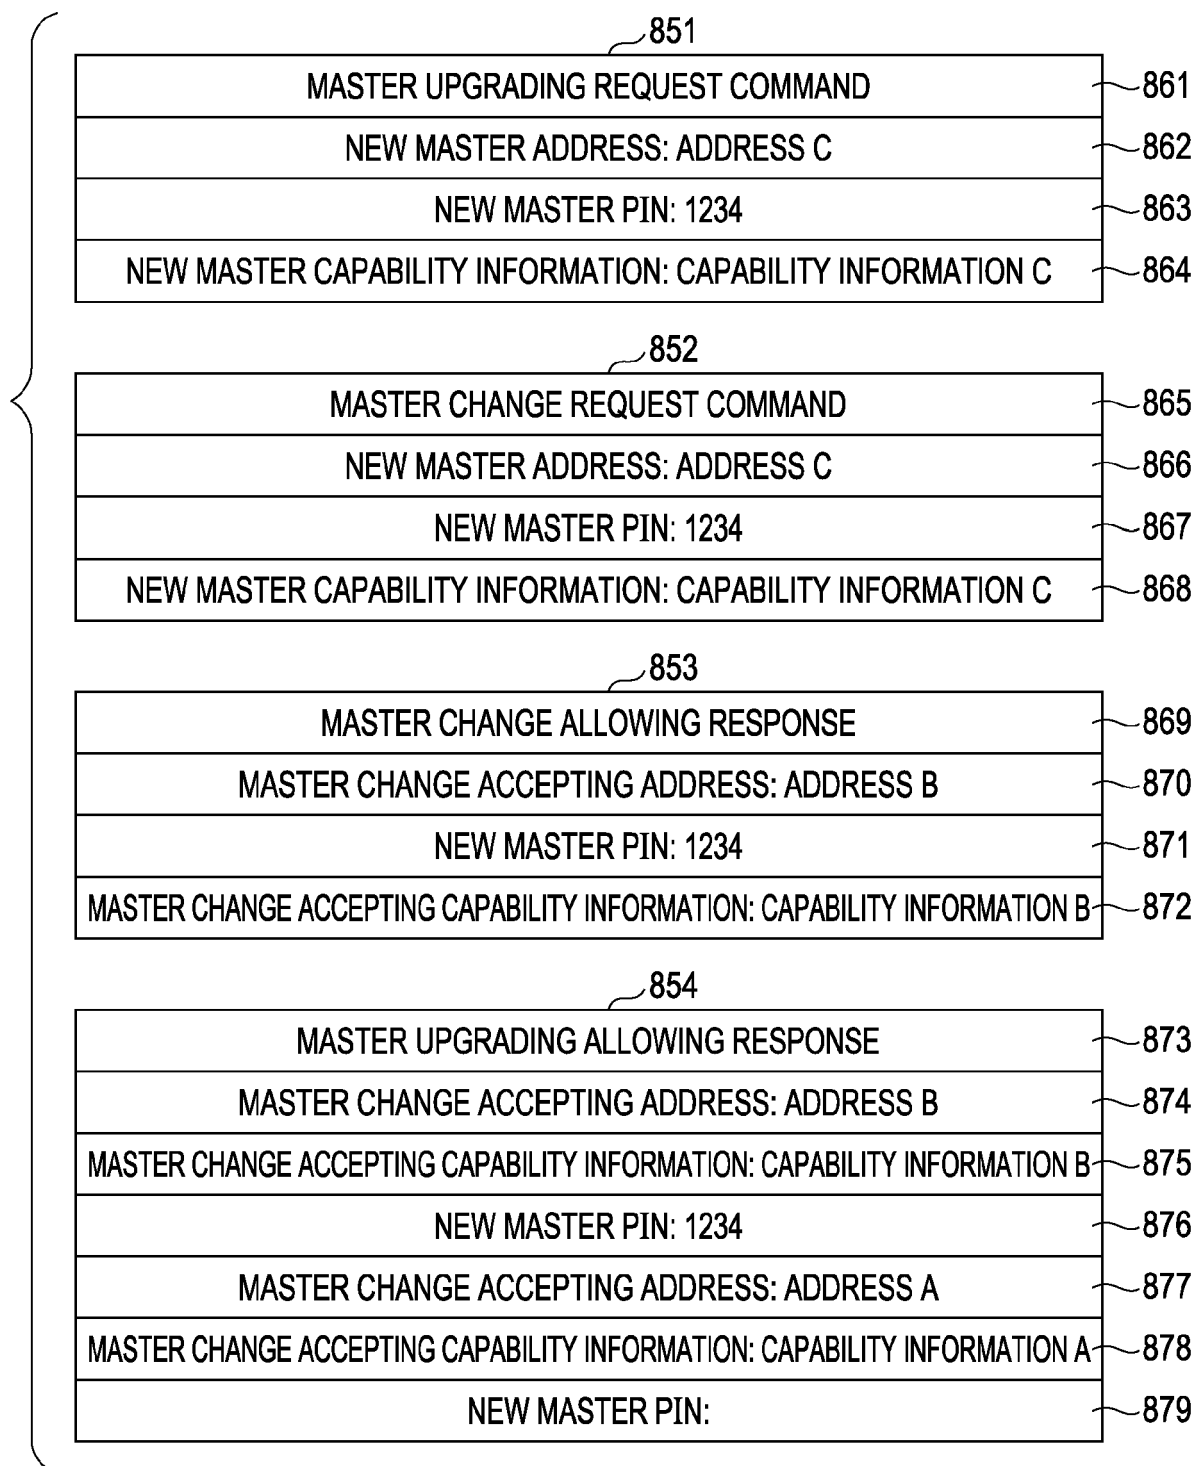 851
MASTER UPGRADING REQUEST COMMAND 861
NEW MASTER ADDRESS: ADDRESS C 862
NEW MASTER PIN: 1234 863
NEW MASTER CAPABILITY INFORMATION: CAPABILITY INFORMATION C 864
852
MASTER CHANGE REQUEST COMMAND 865
NEW MASTER ADDRESS: ADDRESS C 866
NEW MASTER PIN: 1234 867
NEW MASTER CAPABILITY INFORMATION: CAPABILITY INFORMATION C 868
853
MASTER CHANGE ALLOWING RESPONSE 869
MASTER CHANGE ACCEPTING ADDRESS: ADDRESS B 870
NEW MASTER PIN: 1234 871
MASTER CHANGE ACCEPTING CAPABILITY INFORMATION: CAPABILITY INFORMATION B 872
854
MASTER UPGRADING ALLOWING RESPONSE 873
MASTER CHANGE ACCEPTING ADDRESS: ADDRESS B 874
MASTER CHANGE ACCEPTING CAPABILITY INFORMATION: CAPABILITY INFORMATION B 875
NEW MASTER PIN: 1234 876
MASTER CHANGE ACCEPTING ADDRESS: ADDRESS A 877
MASTER CHANGE ACCEPTING CAPABILITY INFORMATION: CAPABILITY INFORMATION A 878
NEW MASTER PIN: 879